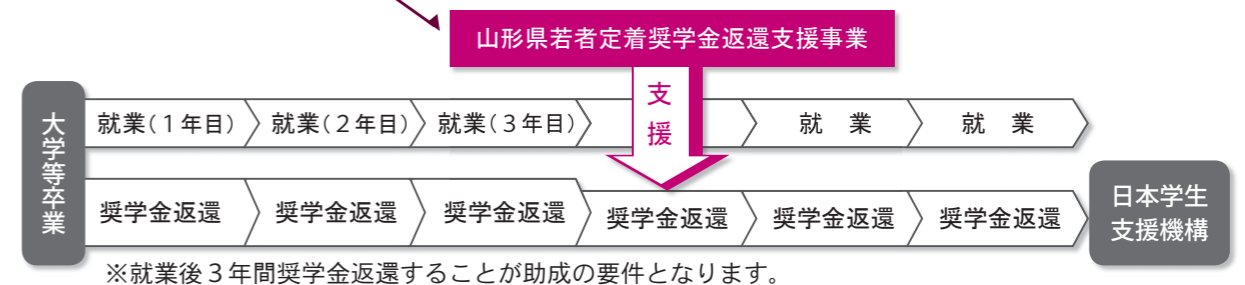 山形県若者定着奨学金返還支援事業
支援
大学等卒業
就業(1年目)
就業(2年目)
就業(3年目)
就 業
就 業
奨学金返還
奨学金返還
奨学金返還
奨学金返還
奨学金返還
奨学金返還
日本学生
支援機構
※就業後3年間奨学金返還することが助成の要件となります。